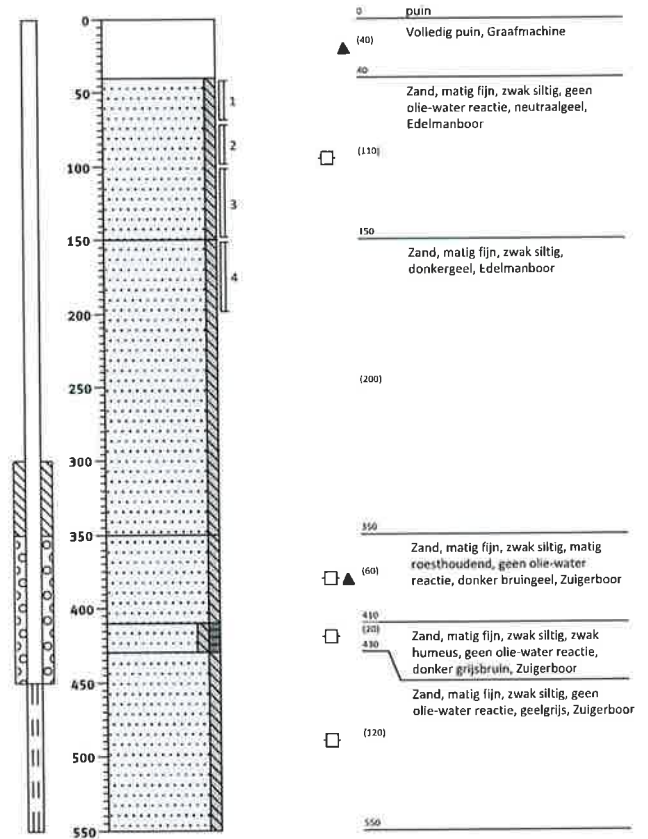 0
50
100
150
200
250
300
350
400
450
500
550
1
2
3
4
0
puin
(40)
Volledig puin, Graafmachine
40
Zand, matig fijn, zwak siltig, geen
olie-water reactie, neutraalgeel,
Edelmanboor
(110)
150
Zand, matig fijn, zwak siltig,
donkergeel, Edelmanboor
(200)
350
Zand, matig fijn, zwak siltig, matig
roesthoudend, geen olie-water
reactie, donker bruingeel, Zuigerboor
(60)
410
(20)
Zand, matig fijn, zwak siltig, zwak
humeus, geen olie-water reactie,
donker grijsbruin, Zuigerboor
430
Zand, matig fijn, zwak siltig, geen
olie-water reactie, geelgrijs, Zuigerboor
(120)
550